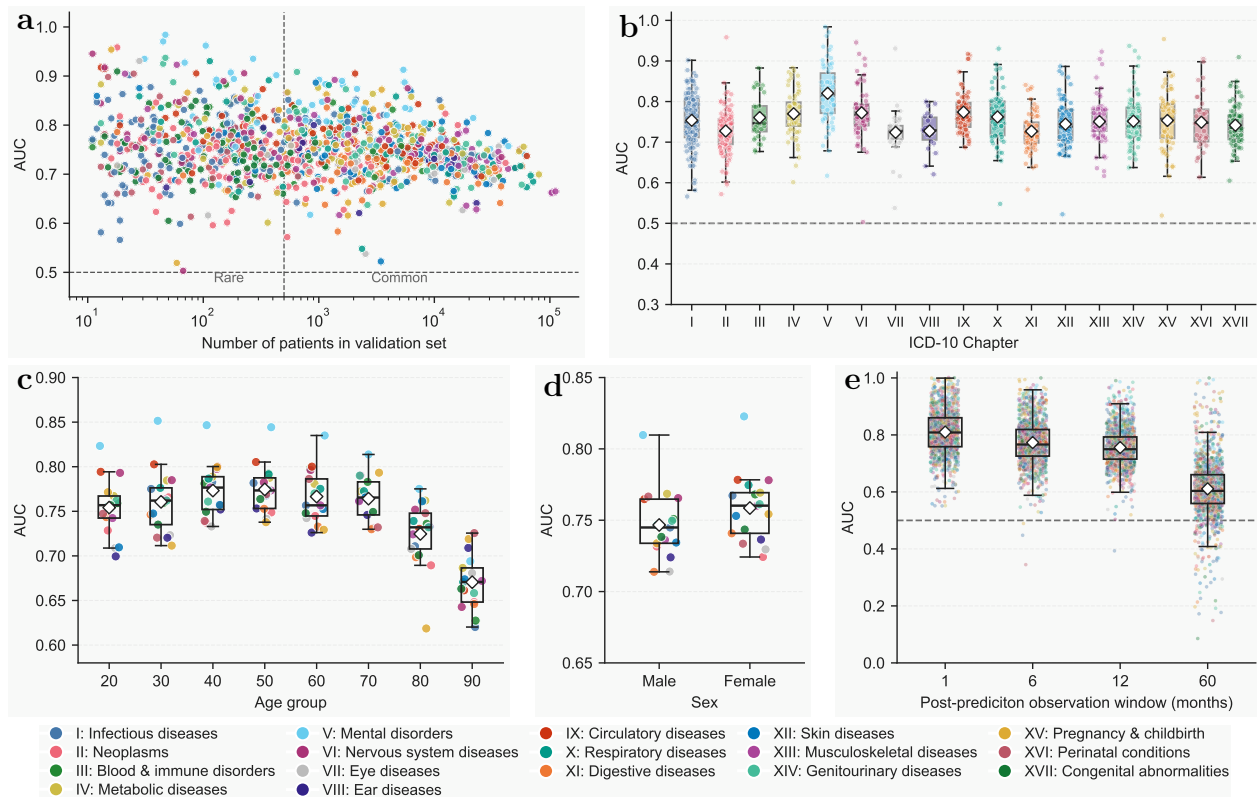 a
1.0
0.9
0.8
0.7
0.6
0.5
AUC
Rare
Common
10^1
10^2
10^3
10^4
10^5
Number of patients in validation set
b
1.0
0.9
0.8
0.7
0.6
0.5
0.4
0.3
AUC
I II III IV V VI VII VIII IX X XI XII XIII XIV XV XVI XVII
ICD-10 Chapter
c
0.90
0.85
0.80
0.75
0.70
0.65
0.60
AUC
20 30 40 50 60 70 80 90
Age group
d
0.85
0.80
0.75
0.70
0.65
AUC
Male Female
Sex
e
1.0
0.8
0.6
0.4
0.2
0.0
AUC
1 6 12 60
Post-prediciton observation window (months)
I: Infectious diseases
II: Neoplasms
III: Blood & immune disorders
IV: Metabolic diseases
V: Mental disorders
VI: Nervous system diseases
VII: Eye diseases
VIII: Ear diseases
IX: Circulatory diseases
X: Respiratory diseases
XI: Digestive diseases
XII: Skin diseases
XIII: Musculoskeletal diseases
XIV: Genitourinary diseases
XV: Pregnancy & childbirth
XVI: Perinatal conditions
XVII: Congenital abnormalities